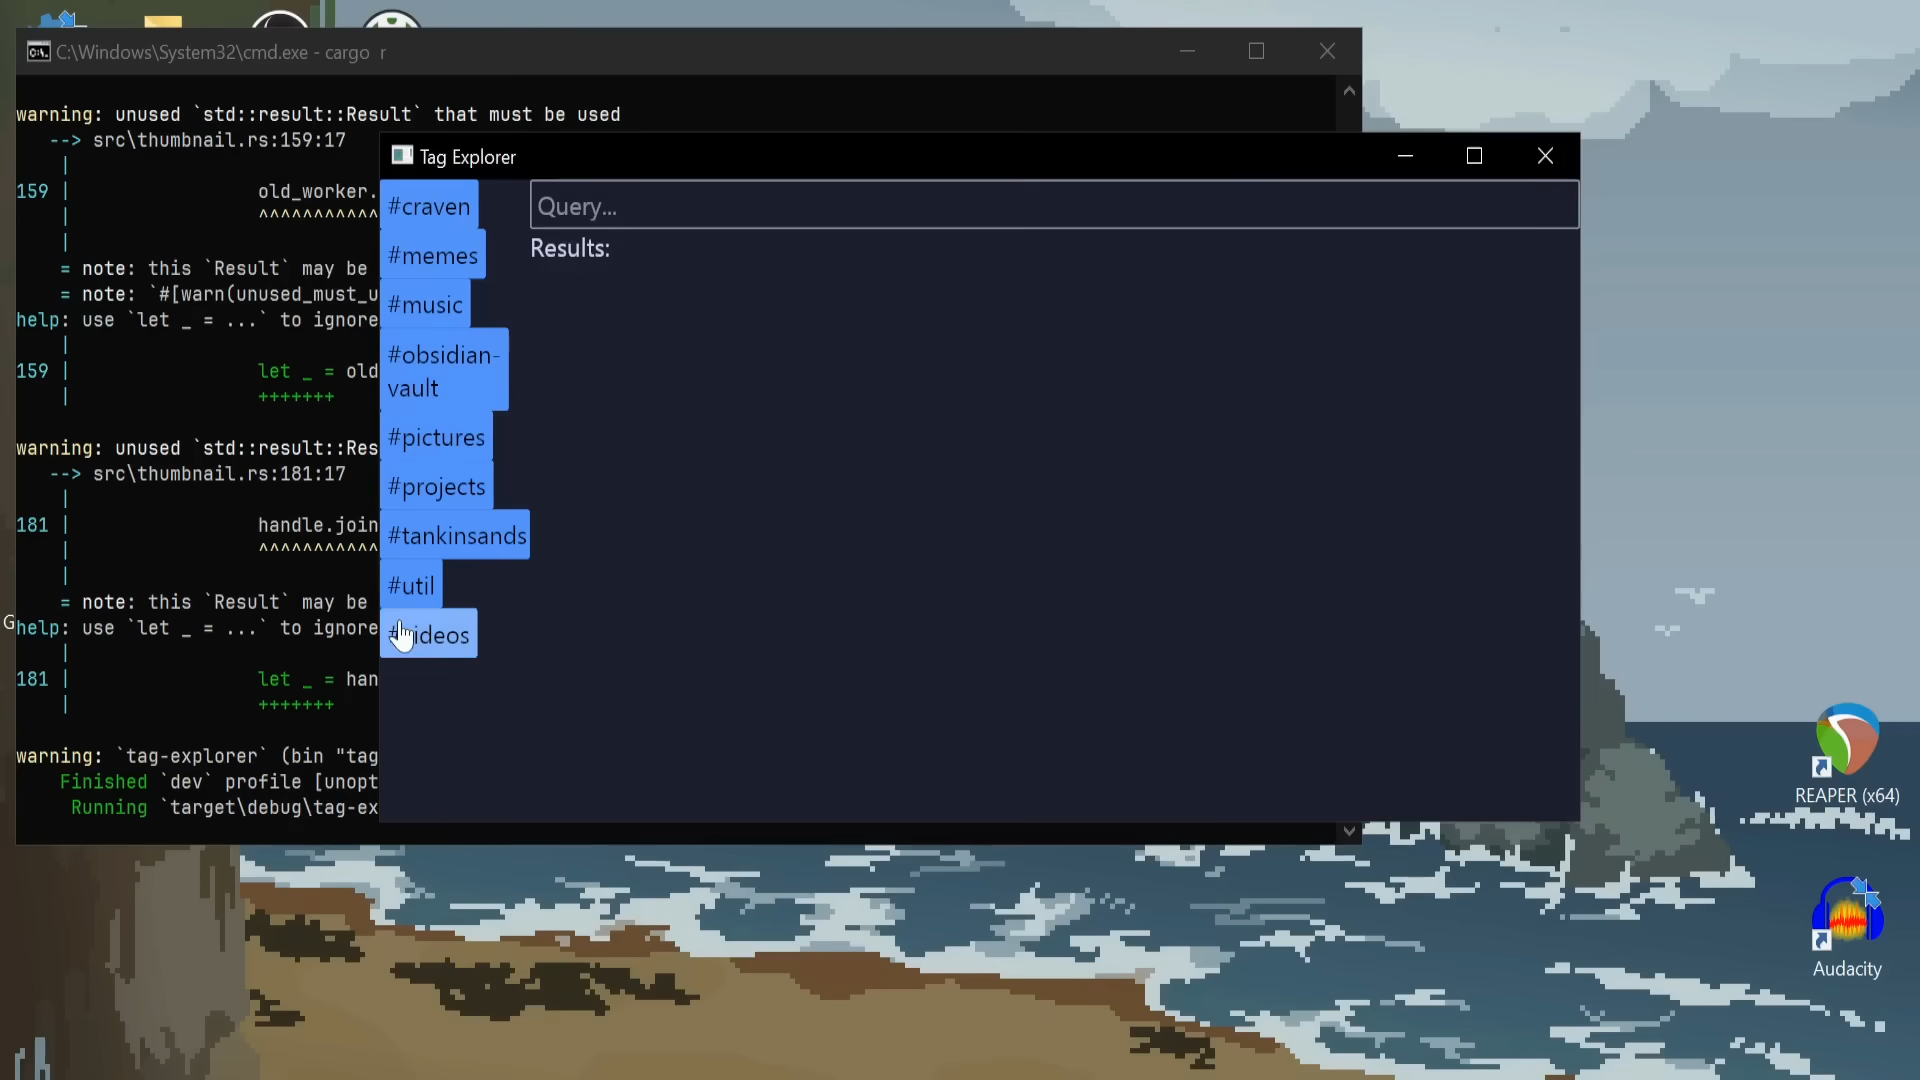 C:\Windows\System32\cmd.exe - cargo  r
warning: unused `std::result::Result` that must be used
--> src\thumbnail.rs:159:17
|
159 | old_worker.
| ^^^^^^^^^^^
|
= note: this `Result` may be
= note: `#[warn(unused_must_u
help: use `let _ = ...` to ignore
|
159 | let _ = old
| +++++++
warning: unused `std::result::Res
--> src\thumbnail.rs:181:17
|
181 | handle.join
| ^^^^^^^^^^^
|
= note: this `Result` may be
help: use `let _ = ...` to ignore
|
181 | let _ = han
| +++++++
warning: `tag-explorer` (bin "tag
Finished `dev` profile [unopt
Running `target\debug\tag-ex
Tag Explorer
#craven
#memes
#music
#obsidian-
vault
#pictures
#projects
#tankinsands
#util
#ideos
Query...
Results:
G
REAPER (x64)
Audacity